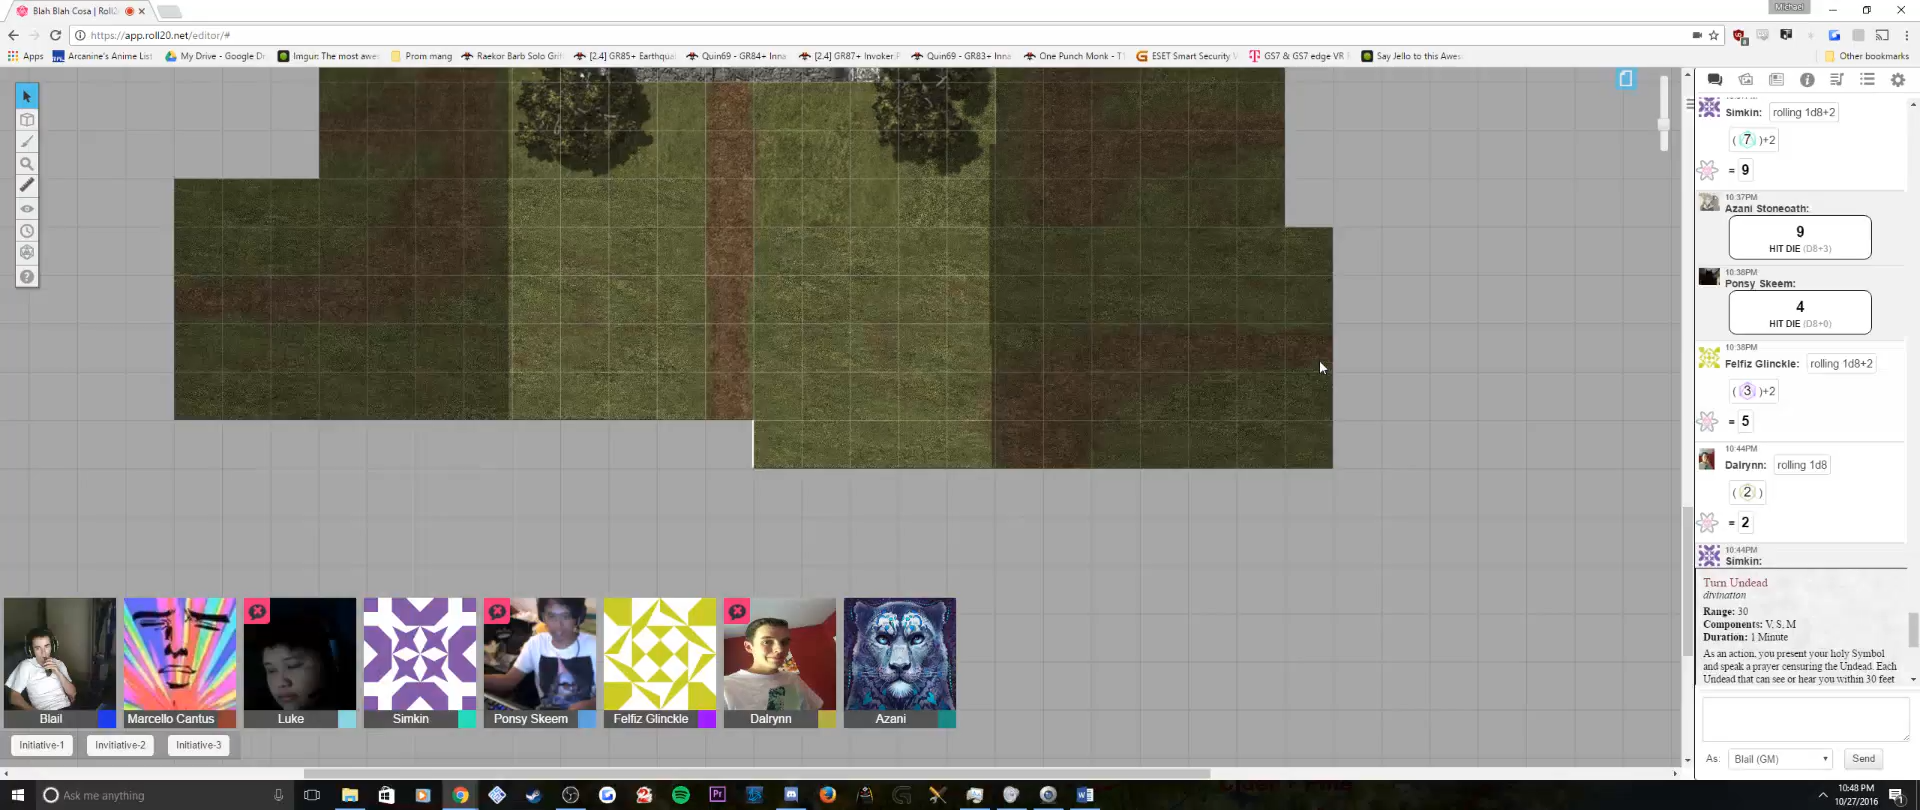 Blah Blah Cosa | Roll2
Michael
https://app.roll20.net/editor/#
Apps
Arcanine's Anime List
My Drive - Google Dr
Imgur: The most awe
Prom mang
Raekor Barb Solo Grif
[2.4] GR85+ Earthqua
Quin69 - GR84+ Inna
[2.4] GR87+ Invoker.P
Quin69 - GR83+ Inna
One Punch Monk - T1
ESET Smart Security V
GS7 & GS7 edge VR F
Say Jello to this Awes
Other bookmarks
Simkin: rolling 1d8+2
( 7 )+2
= 9
10:37PM
Azani Stoneoath:
9
HIT DIE (D8+3)
10:38PM
Ponsy Skeem:
4
HIT DIE (D8+0)
10:38PM
Felfiz Glinckle: rolling 1d8+2
( 3 )+2
= 5
10:44PM
Dalrynn: rolling 1d8
( 2 )
= 2
10:44PM
Simkin:
Turn Undead
divination
Range: 30
Components: V, S, M
Duration: 1 Minute
As an action, you present your holy Symbol
and speak a prayer censuring the Undead. Each
Undead that can see or hear you within 30 feet
Blail
Marcello Cantus
Luke
Simkin
Ponsy Skeem
Felfiz Glinckle
Dalrynn
Azani
Initiative-1
Invitiative-2
Initiative-3
As: Blail (GM) Send
Ask me anything
10:48 PM
10/27/2016